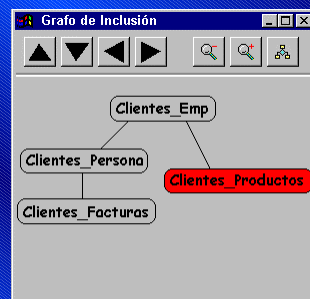 Grafo de Inclusión
Clientes_Emp
Clientes_Persona
Clientes_Productos
Clientes_Facturas